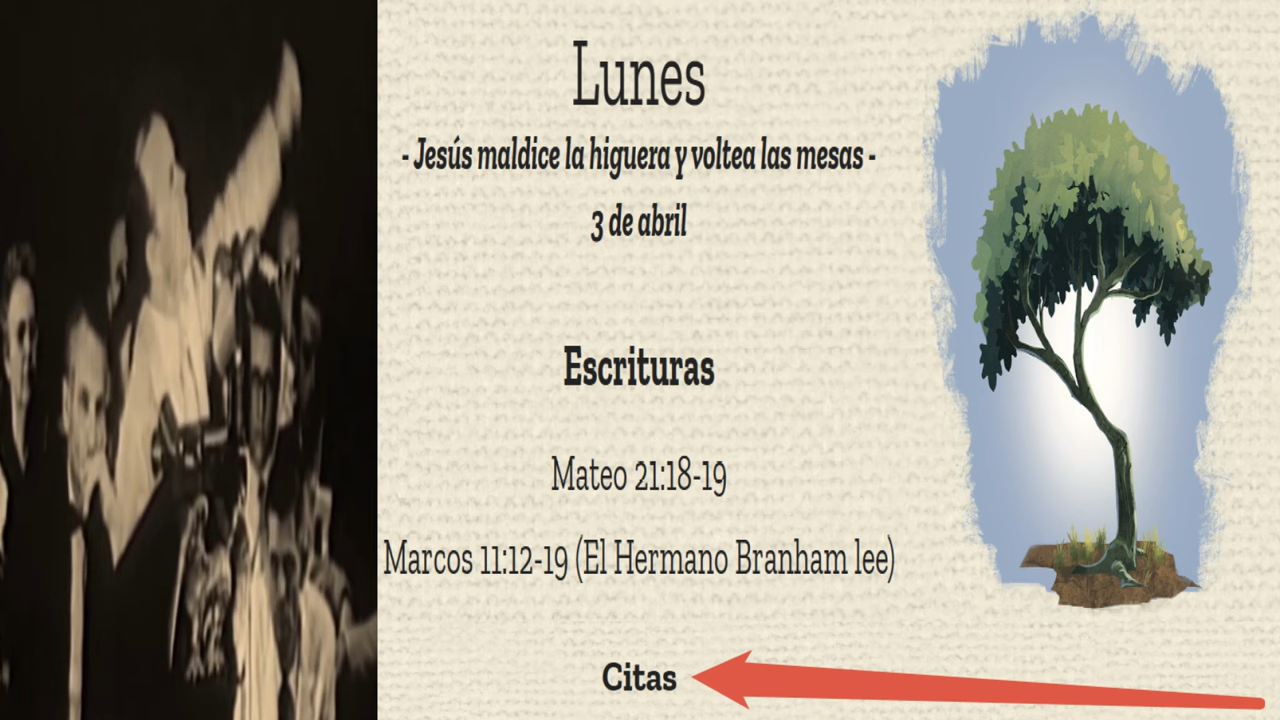 Lunes
- Jesús maldice la higuera y voltea las mesas -
3 de abril
Escrituras
Mateo 21:18-19
Marcos 11:12-19 (El Hermano Branham lee)
Citas